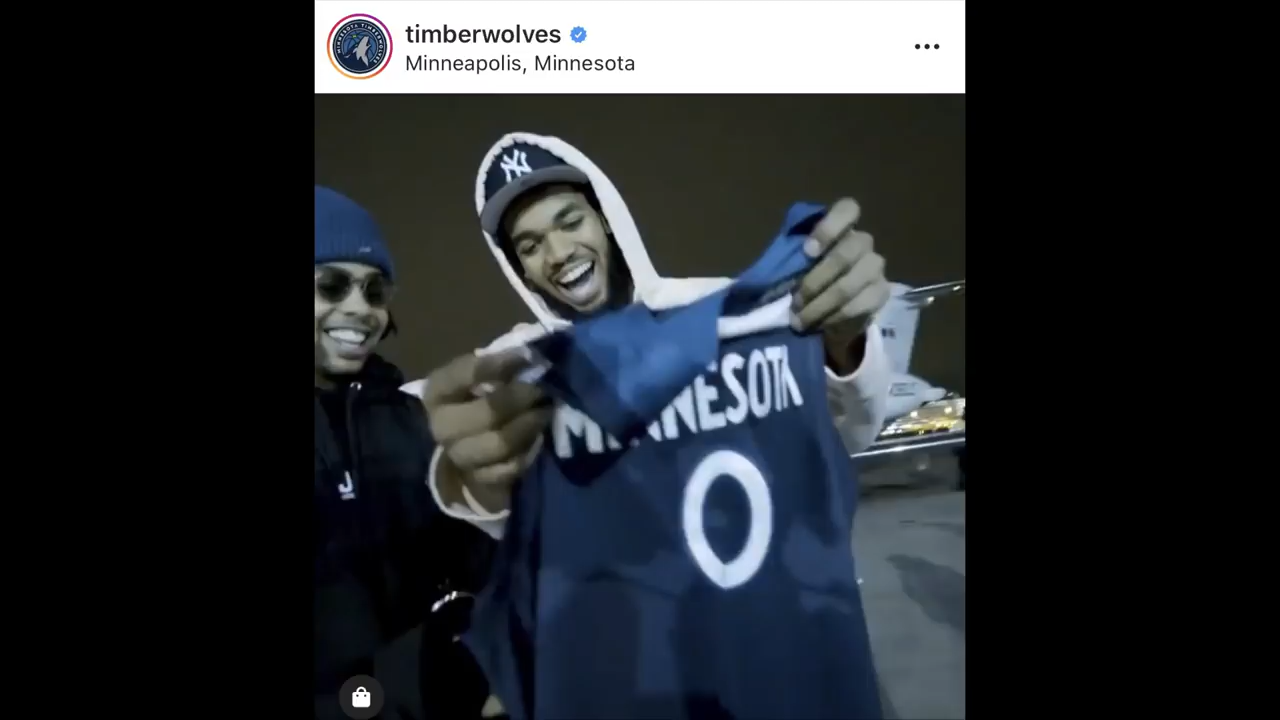 timberwolves
Minneapolis, Minnesota
NY
MINNESOTA
0
J